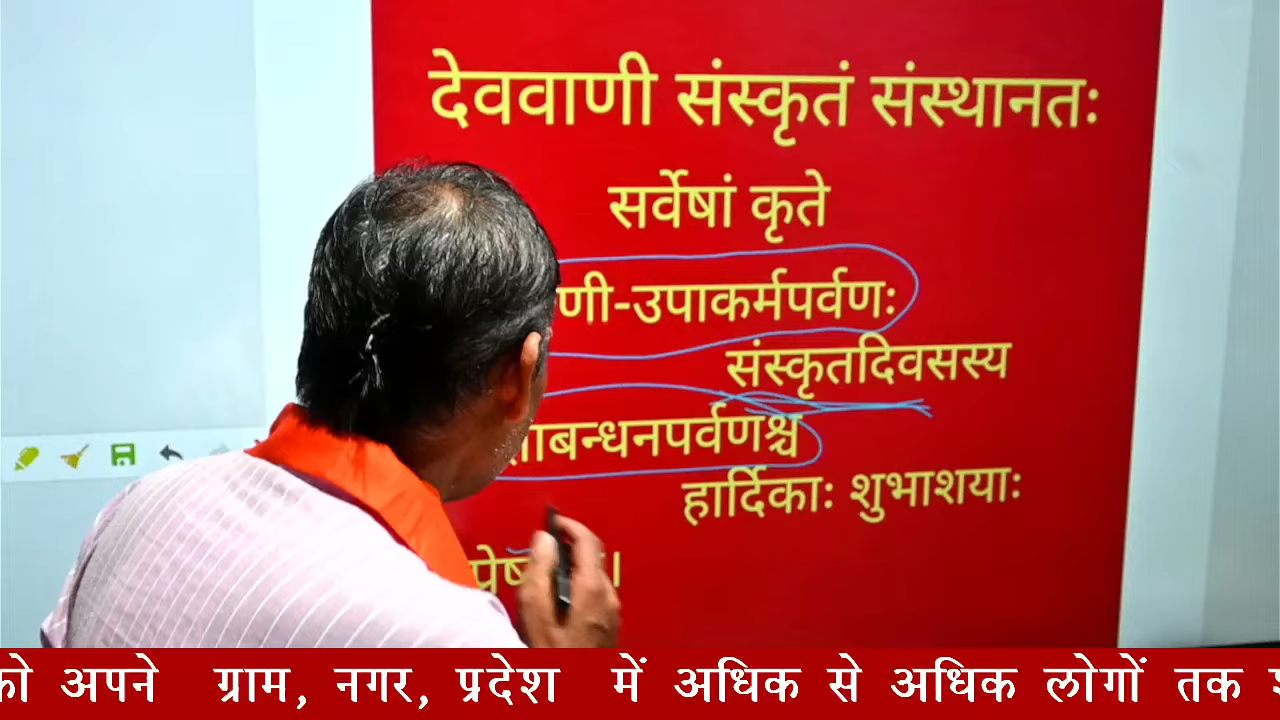 देववाणी संस्कृतं संस्थानतः
सर्वेषां कृते
णी-उपाकर्मपर्वणः
संस्कृतदिवसस्य
बन्धनपर्वणश्च
हार्दिकाः शुभाशयाः
को अपने ग्राम, नगर, प्रदेश में अधिक से अधिक लोगों तक